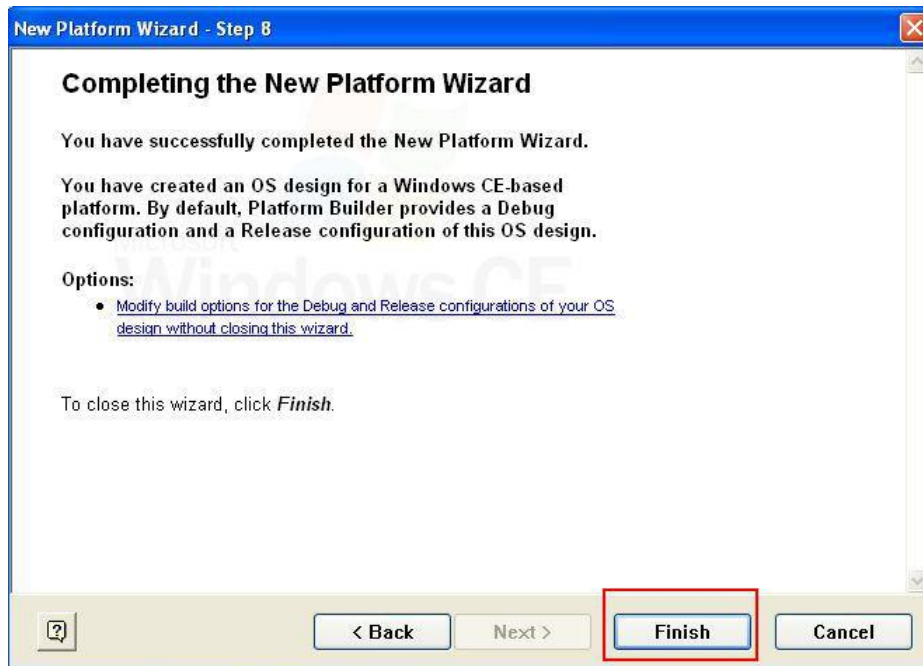 New Platform Wizard - Step 8
Completing the New Platform Wizard
You have successfully completed the New Platform Wizard.
You have created an OS design for a Windows CE-based
platform. By default, Platform Builder provides a Debug
configuration and a Release configuration of this OS design.
Microsoft
Windows CE
Options:
Modify build options for the Debug and Release configurations of your OS
design without closing this wizard.
To close this wizard, click Finish.
< Back
Next >
Finish
Cancel